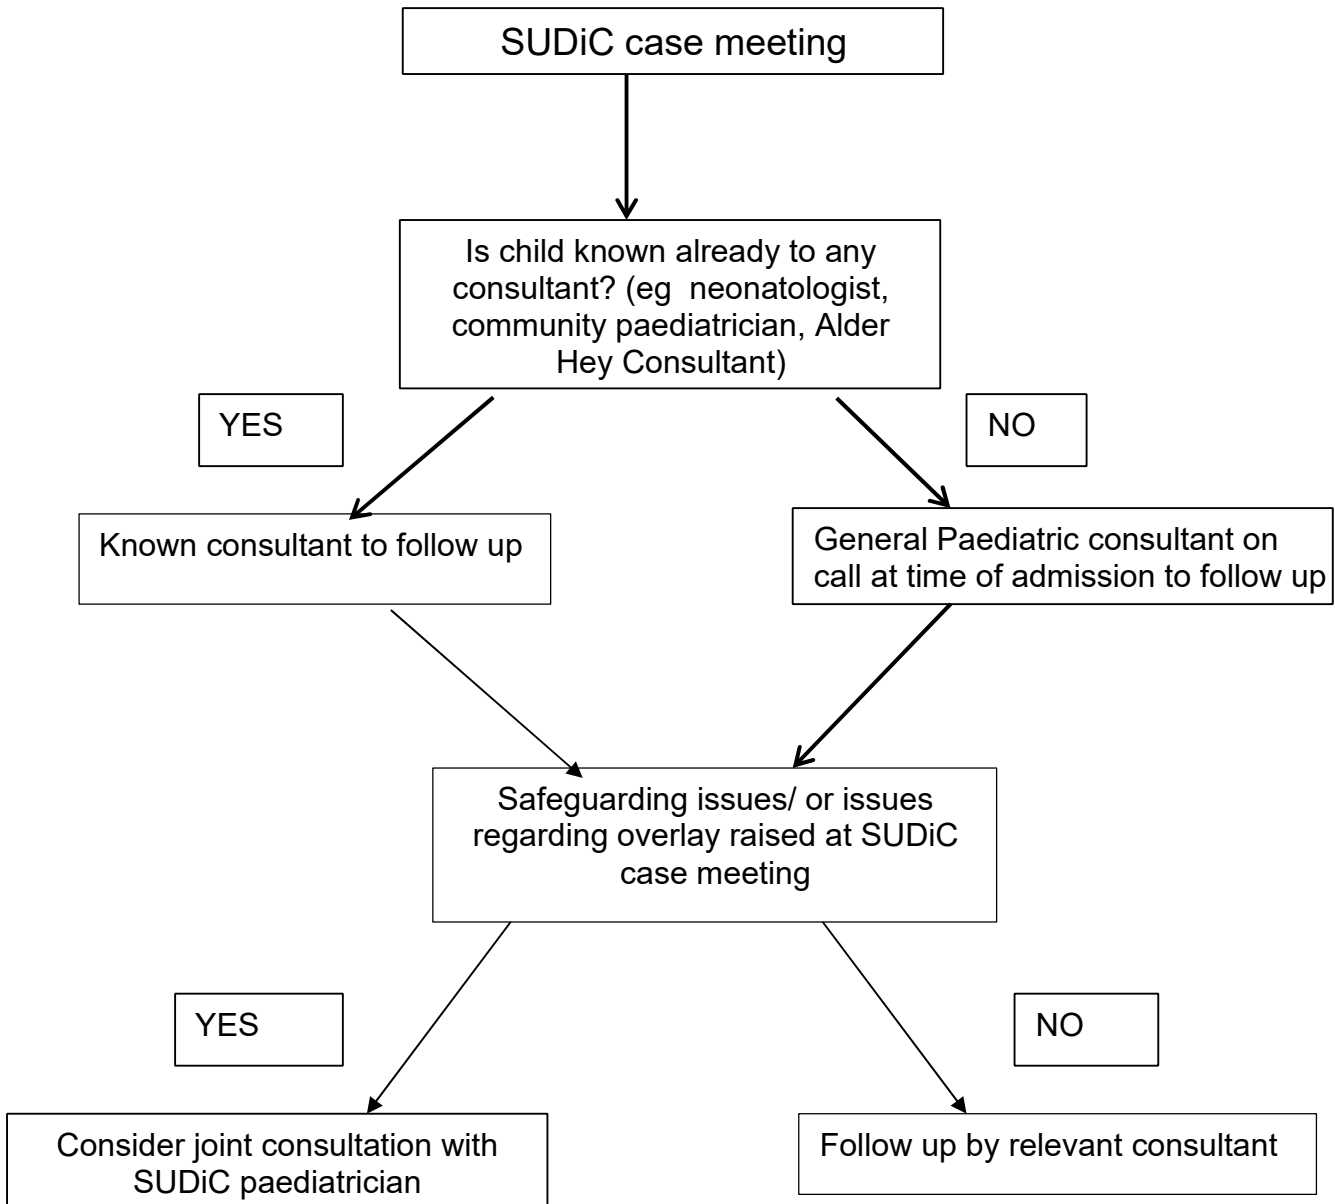 SUDiC case meeting
Is child known already to any
consultant? (eg  neonatologist,
community paediatrician, Alder
Hey Consultant)
YES
NO
Known consultant to follow up
General Paediatric consultant on
call at time of admission to follow up
Safeguarding issues/ or issues
regarding overlay raised at SUDiC
case meeting
YES
NO
Consider joint consultation with
SUDiC paediatrician
Follow up by relevant consultant